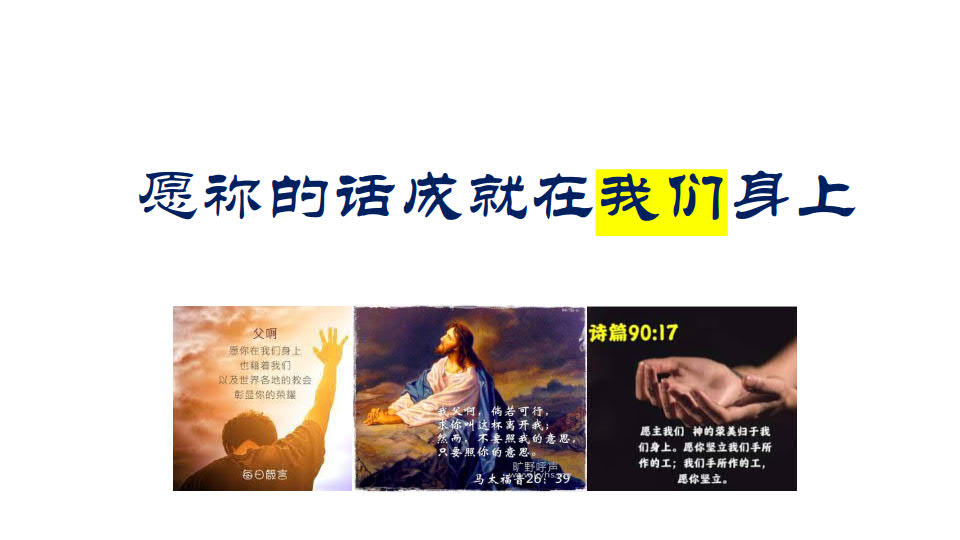 愿祢的话成就在我们身上
父啊
愿你在我们身上
也藉着我们
以及世界各地的教会
彰显你的荣耀
每日箴言
我父啊，倘若可行，
求你叫这杯离开我；
然而，不要照我的意思，
只要照你的意思。
旷野呼声
马太福音26：39
诗篇90:17
愿主我们 神的荣美归于我
们身上。愿你坚立我们手所
作的工；我们手所作的工，
愿你坚立。